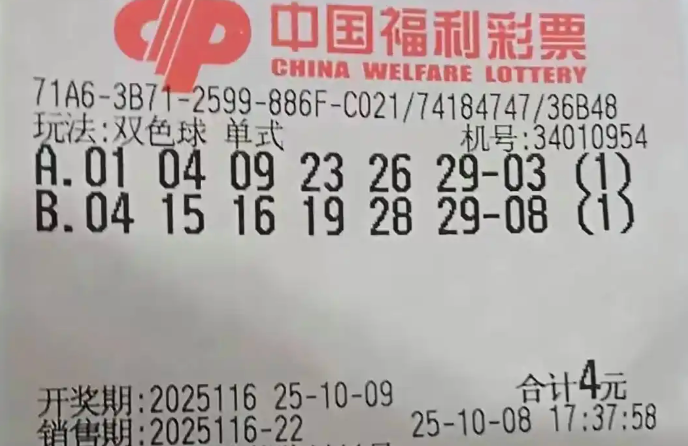 中国福利彩票
CHINA WELFARE LOTTERY
71A6-3B71-2599-886F-C021/74184747/36B48
玩法:双色球 单式 机号:34010954
A.01 04 09 23 26 29-03 (1)
B.04 15 16 19 28 29-08 (1)
开奖期:2025116 25-10-09 合计4元
销售期:2025116-22 25-10-08 17:37:58